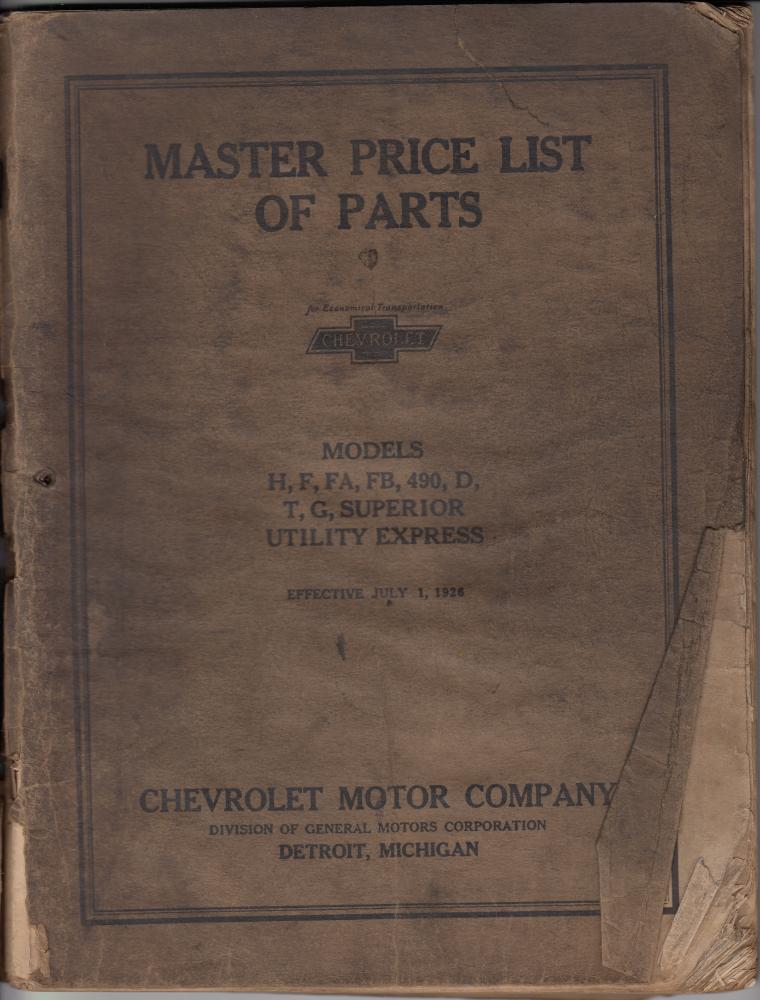 MASTER PRICE LIST
OF PARTS
for Economical Transportation
CHEVROLET
MODELS
H, F, FA, FB, 490, D,
T, G, SUPERIOR
UTILITY EXPRESS
EFFECTIVE JULY 1, 1926
CHEVROLET MOTOR COMPANY
DIVISION OF GENERAL MOTORS CORPORATION
DETROIT, MICHIGAN